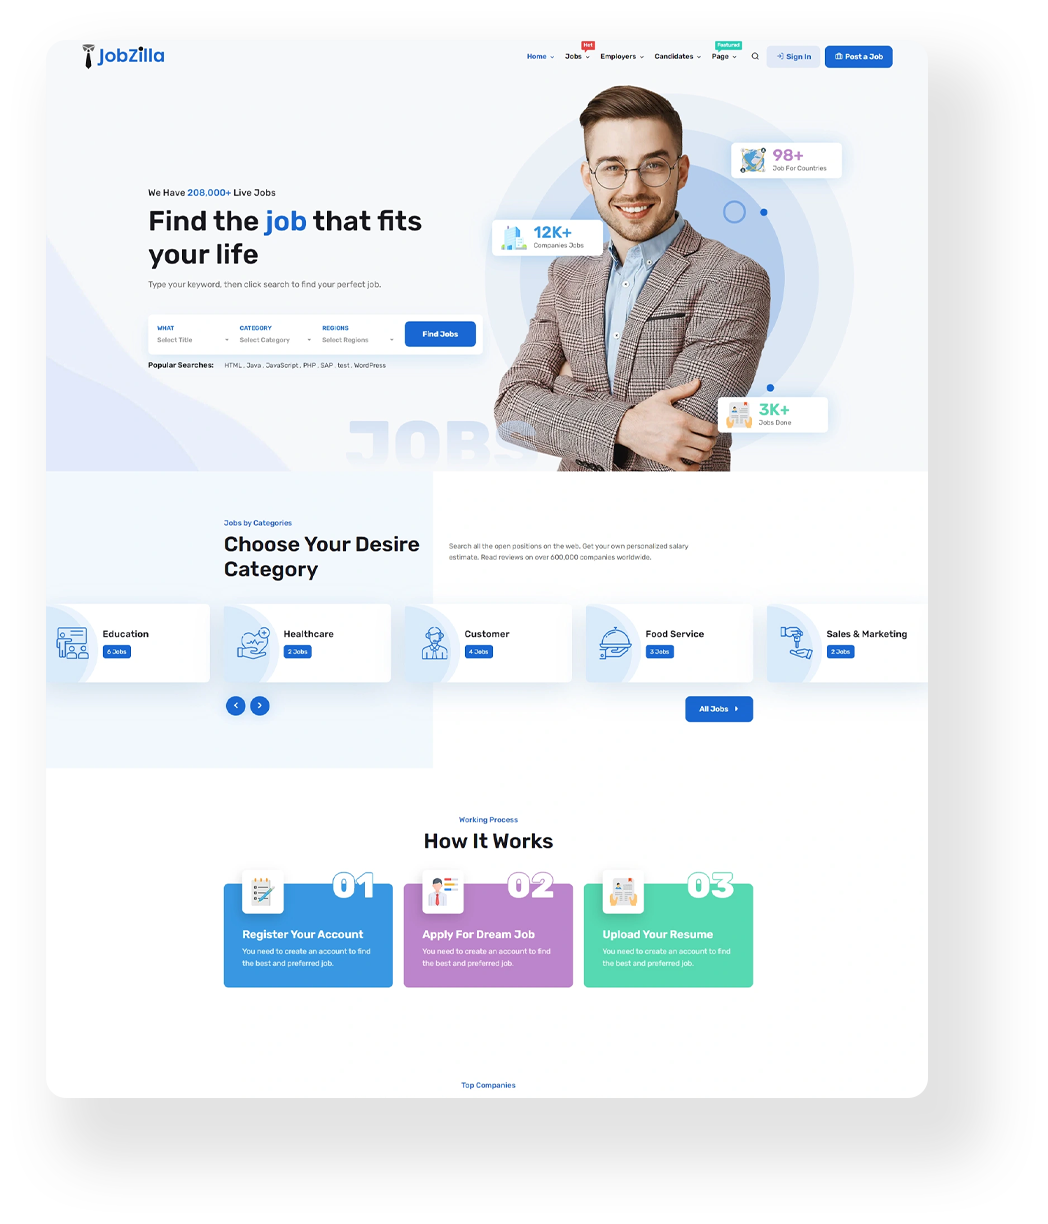 JobZilla
Hot
Featured
Home Jobs Employers Candidates Page Sign In Post a Job
98+
Job For Countries
We Have 208,000+ Live Jobs
Find the job that fits
your life
12K+
Companies Jobs
Type your keyword, then click search to find your perfect job.
WHAT CATEGORY REGIONS
Select Title Select Category Select Regions
Find Jobs
Popular Searches: HTML . Java . JavaScript . PHP . SAP . test . WordPress
3K+
Jobs Done
JOBS
Jobs by Categories
Choose Your Desire
Category
Search all the open positions on the web. Get your own personalized salary
estimate. Read reviews on over 600,000 companies worldwide.
Education
6 Jobs
Healthcare
2 Jobs
Customer
4 Jobs
Food Service
3 Jobs
Sales & Marketing
2 Jobs
All Jobs
Working Process
How It Works
01
Register Your Account
You need to create an account to find
the best and preferred job.
02
Apply For Dream Job
You need to create an account to find
the best and preferred job.
03
Upload Your Resume
You need to create an account to find
the best and preferred job.
Top Companies